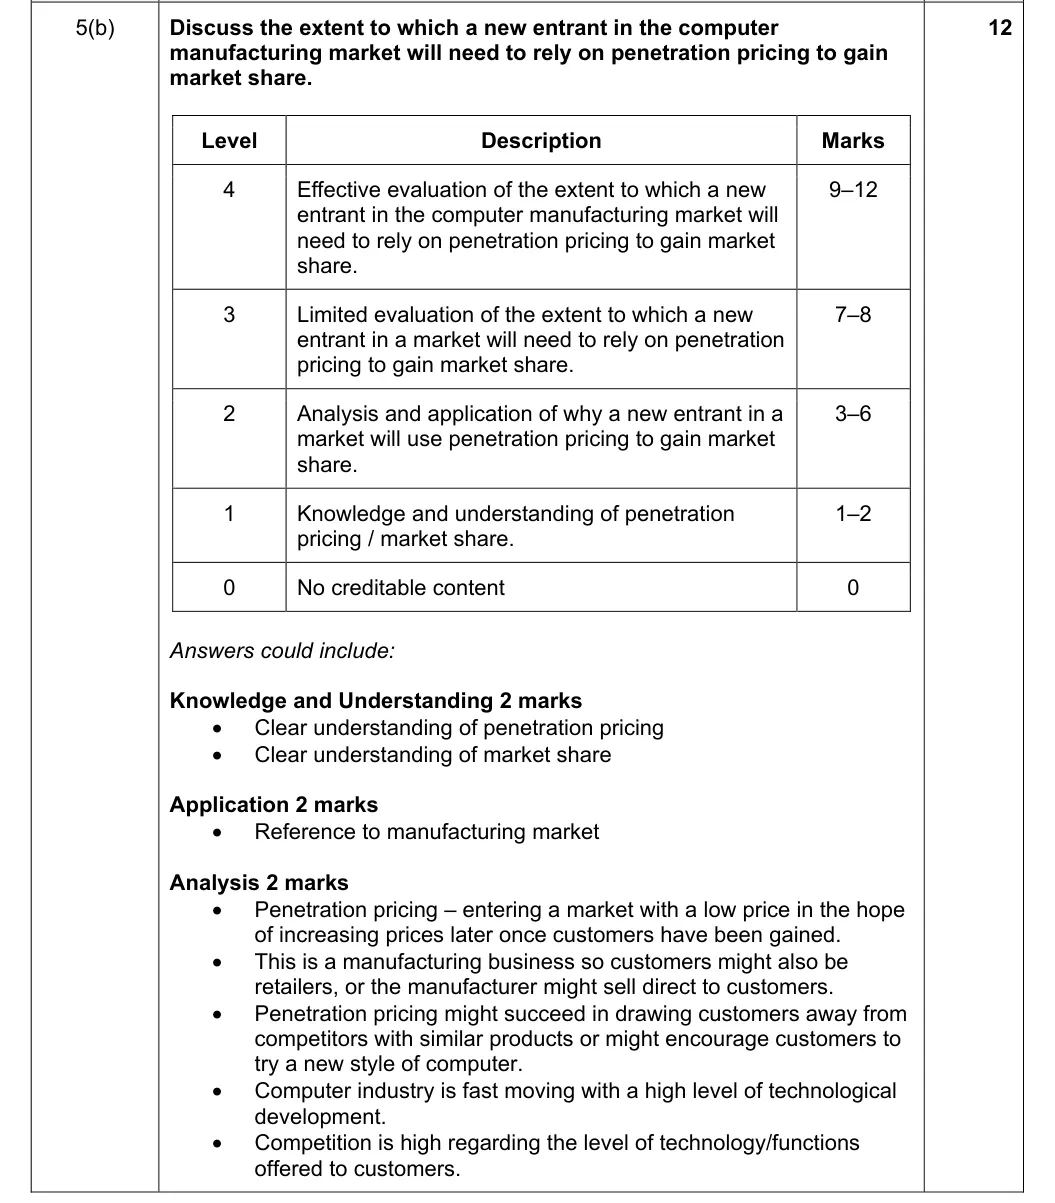 5(b)
Discuss the extent to which a new entrant in the computer
manufacturing market will need to rely on penetration pricing to gain
market share.
12
Level Description Marks
4 Effective evaluation of the extent to which a new 9–12
entrant in the computer manufacturing market will
need to rely on penetration pricing to gain market
share.
3 Limited evaluation of the extent to which a new 7–8
entrant in a market will need to rely on penetration
pricing to gain market share.
2 Analysis and application of why a new entrant in a 3–6
market will use penetration pricing to gain market
share.
1 Knowledge and understanding of penetration 1–2
pricing / market share.
0 No creditable content 0
Answers could include:
Knowledge and Understanding 2 marks
• Clear understanding of penetration pricing
• Clear understanding of market share
Application 2 marks
• Reference to manufacturing market
Analysis 2 marks
• Penetration pricing – entering a market with a low price in the hope
of increasing prices later once customers have been gained.
• This is a manufacturing business so customers might also be
retailers, or the manufacturer might sell direct to customers.
• Penetration pricing might succeed in drawing customers away from
competitors with similar products or might encourage customers to
try a new style of computer.
• Computer industry is fast moving with a high level of technological
development.
• Competition is high regarding the level of technology/functions
offered to customers.